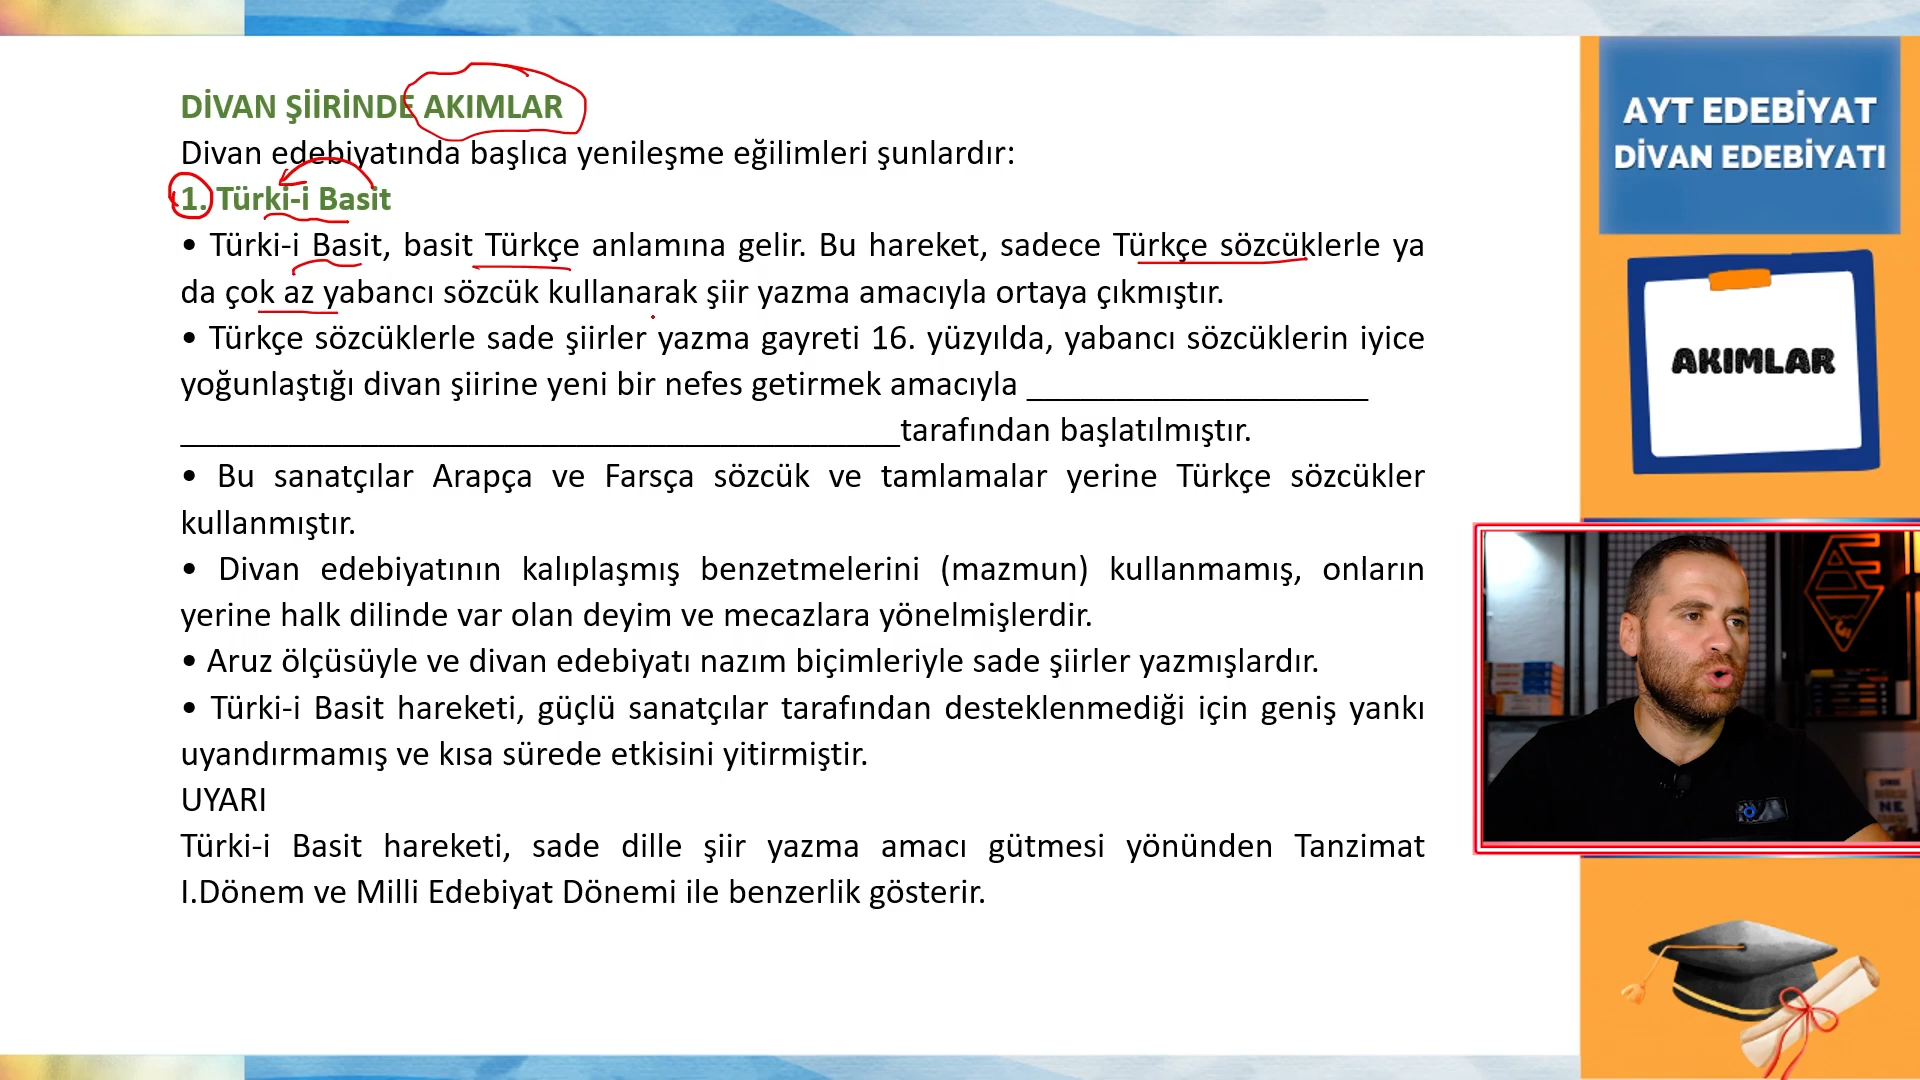 DİVAN ŞİİRİNDE AKIMLAR
Divan edebiyatında başlıca yenileşme eğilimleri şunlardır:
1. Türki-i Basit
• Türki-i Basit, basit Türkçe anlamına gelir. Bu hareket, sadece Türkçe sözcüklerle ya
da çok az yabancı sözcük kullanarak şiir yazma amacıyla ortaya çıkmıştır.
• Türkçe sözcüklerle sade şiirler yazma gayreti 16. yüzyılda, yabancı sözcüklerin iyice
yoğunlaştığı divan şiirine yeni bir nefes getirmek amacıyla ____________________
__________________________________________tarafından başlatılmıştır.
• Bu sanatçılar Arapça ve Farsça sözcük ve tamlamalar yerine Türkçe sözcükler
kullanmıştır.
• Divan edebiyatının kalıplaşmış benzetmelerini (mazmun) kullanmamış, onların
yerine halk dilinde var olan deyim ve mecazlara yönelmişlerdir.
• Aruz ölçüsüyle ve divan edebiyatı nazım biçimleriyle sade şiirler yazmışlardır.
• Türki-i Basit hareketi, güçlü sanatçılar tarafından desteklenmediği için geniş yankı
uyandırmamış ve kısa sürede etkisini yitirmiştir.
UYARI
Türki-i Basit hareketi, sade dille şiir yazma amacı gütmesi yönünden Tanzimat
I.Dönem ve Milli Edebiyat Dönemi ile benzerlik gösterir.
AYT EDEBİYAT
DİVAN EDEBİYATI
AKIMLAR
NE